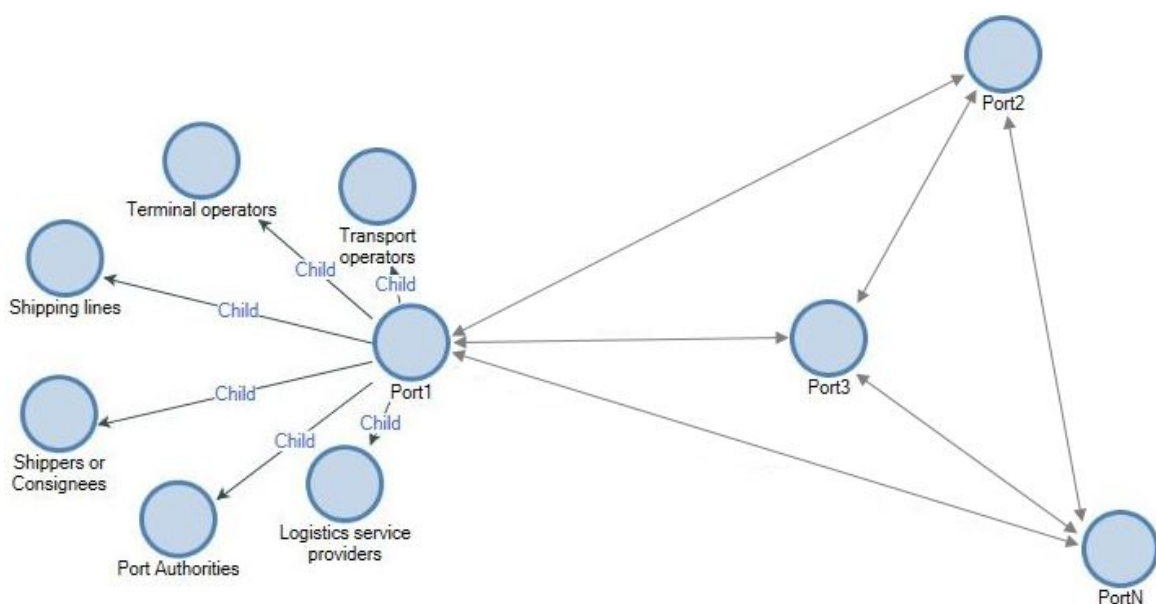 Port2
Terminal operators
Transport
operators
Child
Child
Shipping lines
Child
Port3
Port1
Child
Child
Child
Shippers or
Consignees
Logistics service
providers
Port Authorities
PortN